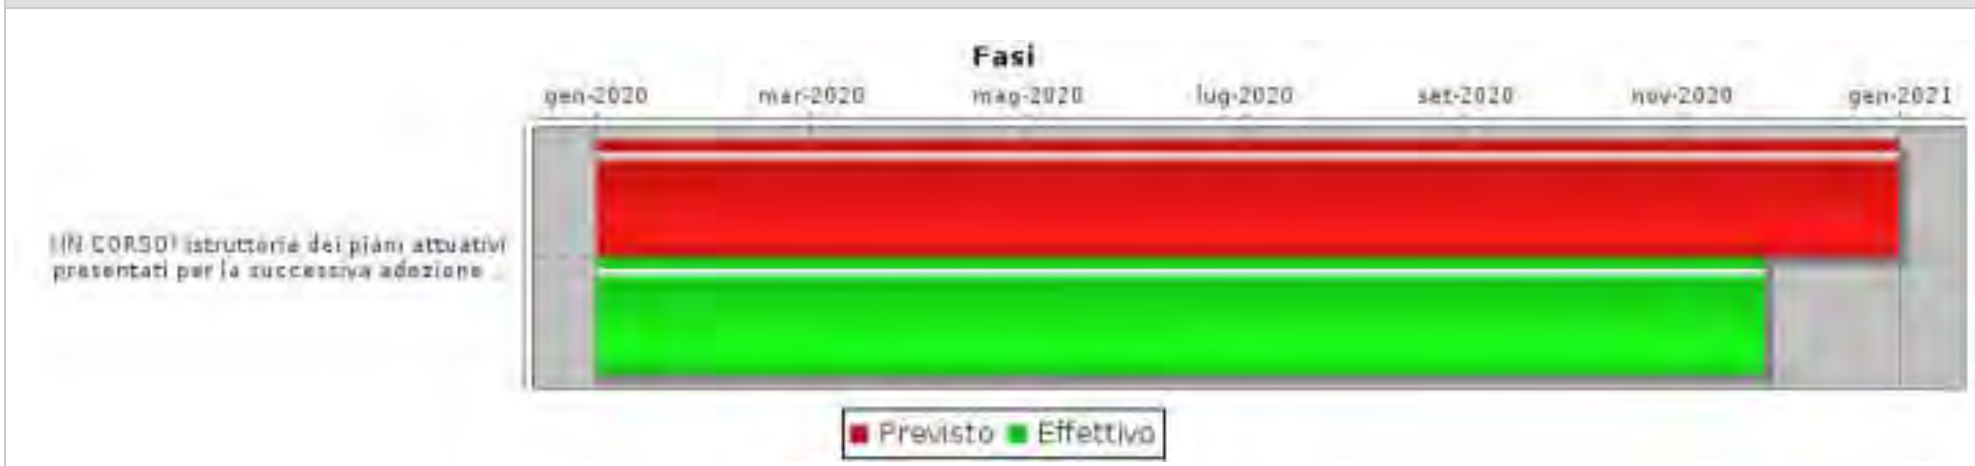 Fasi
gen-2020 mar-2020 mag-2020 lug-2020 set-2020 nov-2020 gen-2021
(IN CORSO) istruttoria dei piani attuativi
presentati per la successiva adozione ...
Previsto Effettivo